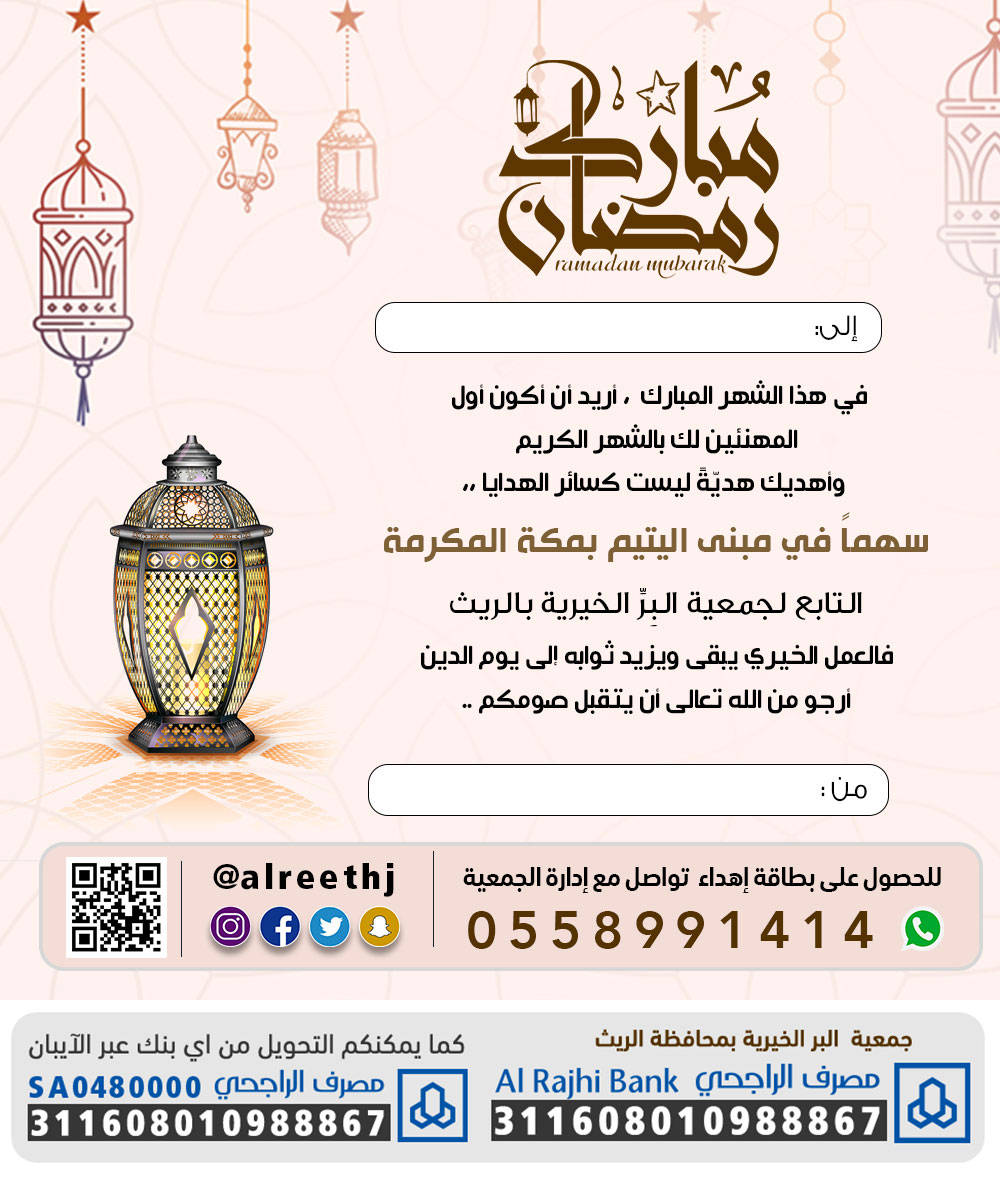 مُبارك
رمضان
ramadan mubarak
إلى:
في هذا الشهر المبارك ، أريد أن أكون أول
المهنئين لك بالشهر الكريم
وأهديك هديّةً ليست كسائر الهدايا ،،
سهماً في مبنى اليتيم بمكة المكرمة
التابع لجمعية البِرِّ الخيرية بالريث
فالعمل الخيري يبقى ويزيد ثوابه إلى يوم الدين
أرجو من الله تعالى أن يتقبل صومكم ..
من :
للحصول على بطاقة إهداء تواصل مع إدارة الجمعية
0558991414
@alreethj
جمعية البر الخيرية بمحافظة الريث
مصرف الراجحي Al Rajhi Bank
311608010988867
كما يمكنكم التحويل من اي بنك عبر الآيبان
مصرف الراجحي SA0480000
311608010988867